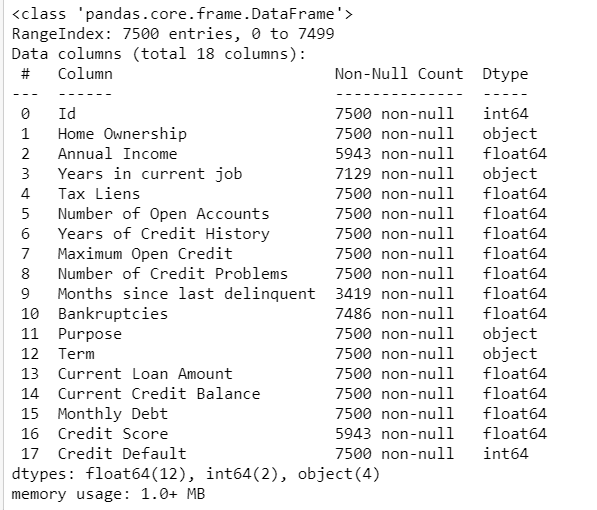 <class 'pandas.core.frame.DataFrame'>
RangeIndex: 7500 entries, 0 to 7499
Data columns (total 18 columns):
 #   Column                        Non-Null Count  Dtype
---  ------                        --------------  -----
 0   Id                            7500 non-null   int64
 1   Home Ownership                7500 non-null   object
 2   Annual Income                 5943 non-null   float64
 3   Years in current job          7129 non-null   object
 4   Tax Liens                     7500 non-null   float64
 5   Number of Open Accounts       7500 non-null   float64
 6   Years of Credit History       7500 non-null   float64
 7   Maximum Open Credit           7500 non-null   float64
 8   Number of Credit Problems     7500 non-null   float64
 9   Months since last delinquent  3419 non-null   float64
 10  Bankruptcies                  7486 non-null   float64
 11  Purpose                       7500 non-null   object
 12  Term                          7500 non-null   object
 13  Current Loan Amount           7500 non-null   float64
 14  Current Credit Balance        7500 non-null   float64
 15  Monthly Debt                  7500 non-null   float64
 16  Credit Score                  5943 non-null   float64
 17  Credit Default                7500 non-null   int64
dtypes: float64(12), int64(2), object(4)
memory usage: 1.0+ MB